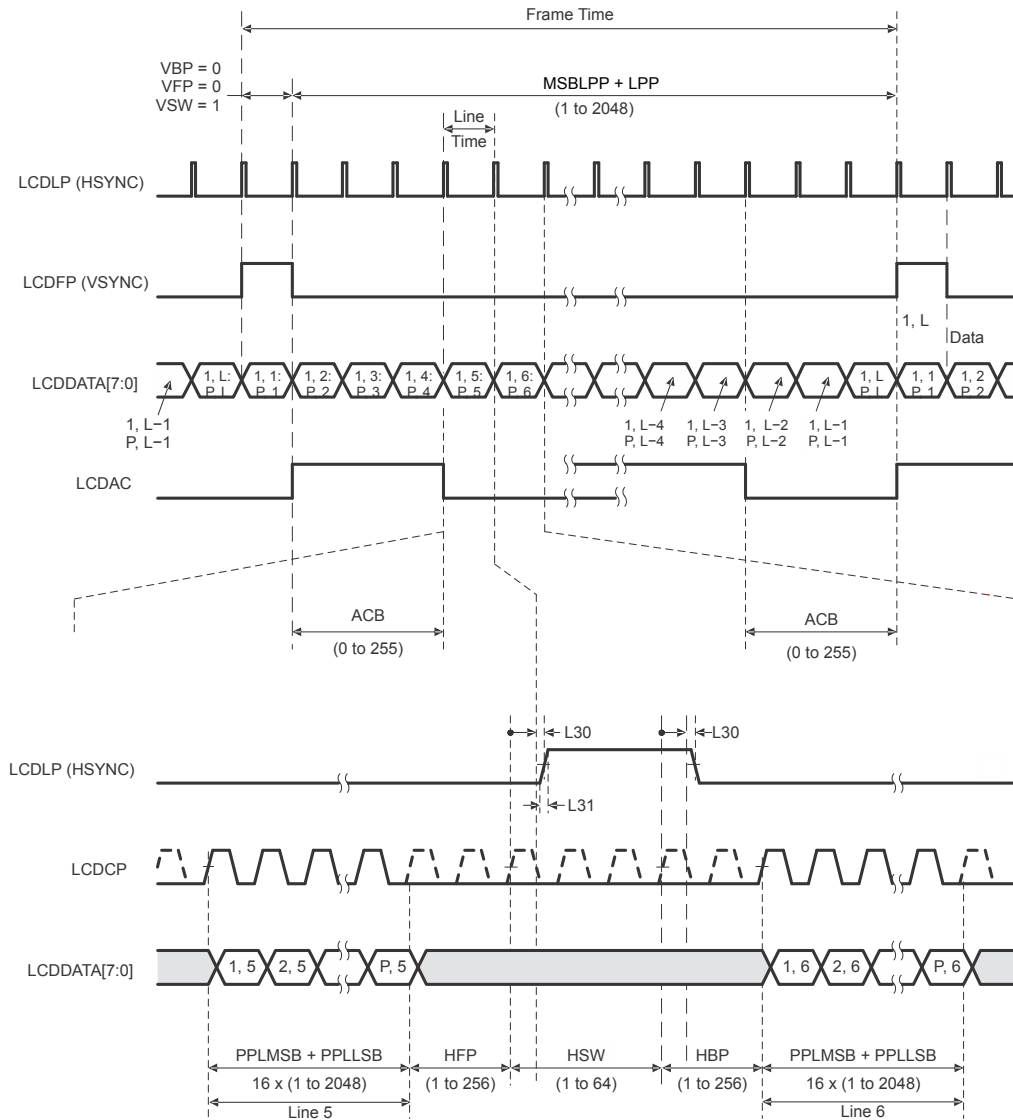 Frame Time
VBP = 0
VFP = 0
VSW = 1
MSBLPP + LPP
(1 to 2048)
Line
Time
LCDLP (HSYNC)
LCDFP (VSYNC)
1, L
Data
LCDDATA[7:0]
1, L:
P, L
1, 1:
P, 1
1, 2:
P, 2
1, 3:
P, 3
1, 4:
P, 4
1, 5:
P, 5
1, 6:
P, 6
1, L
P, L
1, 1
P, 1
1, 2
P, 2
1, L−1
P, L−1
1, L−4
P, L−4
1, L−3
P, L−3
1, L−2
P, L−2
1, L−1
P, L−1
LCDAC
ACB
(0 to 255)
ACB
(0 to 255)
L30
L30
LCDLP (HSYNC)
L31
LCDCP
LCDDATA[7:0]
1, 5
2, 5
P, 5
1, 6
2, 6
P, 6
PPLMSB + PPLLSB
16 x (1 to 2048)
Line 5
HFP
(1 to 256)
HSW
(1 to 64)
HBP
(1 to 256)
PPLMSB + PPLLSB
16 x (1 to 2048)
Line 6